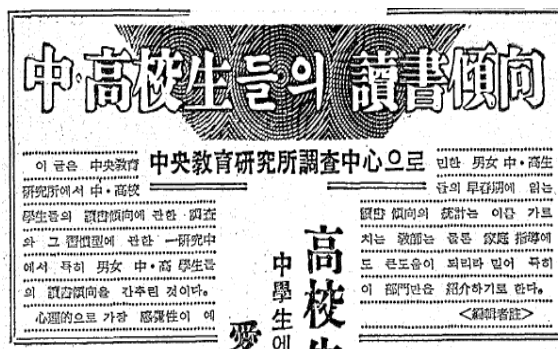 中·高校生들의 讀書傾向
中央敎育硏究所調査中心으로
이 글은 中央敎育
硏究所에서 中·高校
學生들의 讀書傾向에 관한 調査
와 그 習慣型에 관한 一硏究中
에서 특히 男女 中·高 學生들
의 讀書傾向을 간추린 것이다.
心理的으로 가장 感受性이 예
민한 男女 中·高生
들의 早春期에 읽는
讀書 傾向의 統計는 이를 가르
치는 敎師는 물론 家庭 指導에
도 큰도움이 되리라 믿어 특히
이 部門만을 紹介하기로 한다.
<編輯者註>
高校生
中學生에
愛